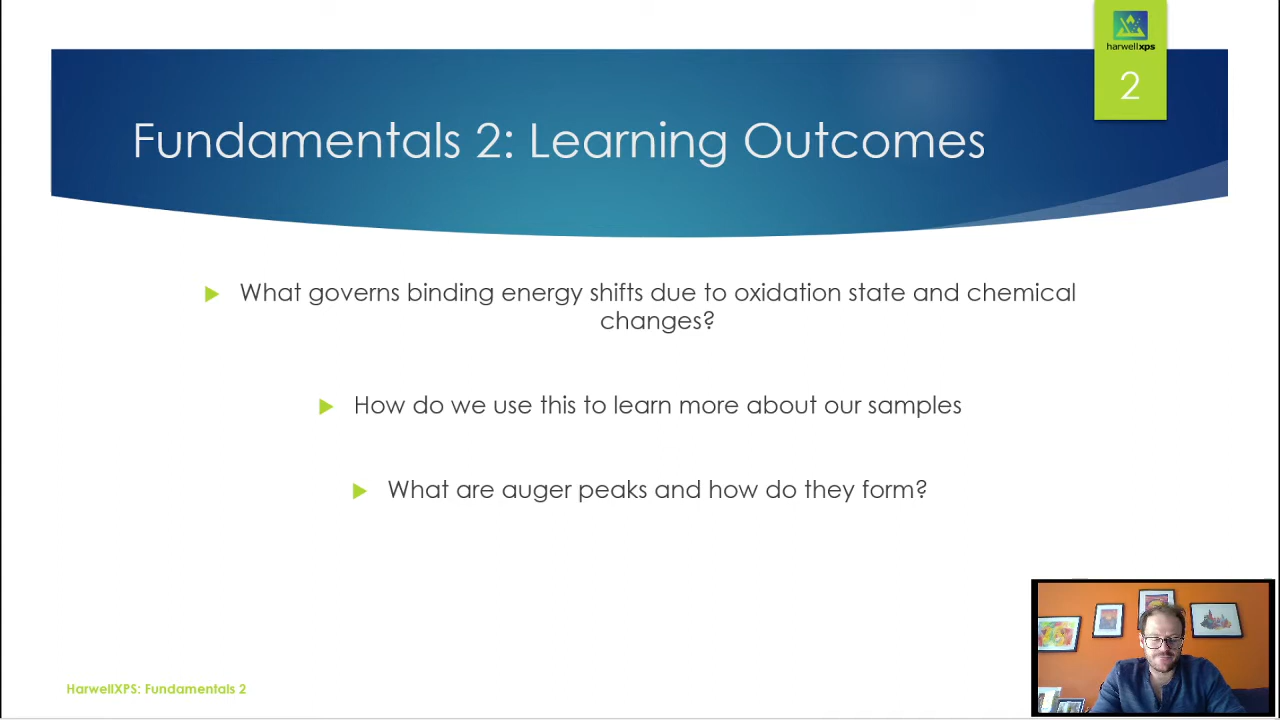 harwellxps
2
Fundamentals 2: Learning Outcomes
What governs binding energy shifts due to oxidation state and chemical
changes?
How do we use this to learn more about our samples
What are auger peaks and how do they form?
HarwellXPS: Fundamentals 2